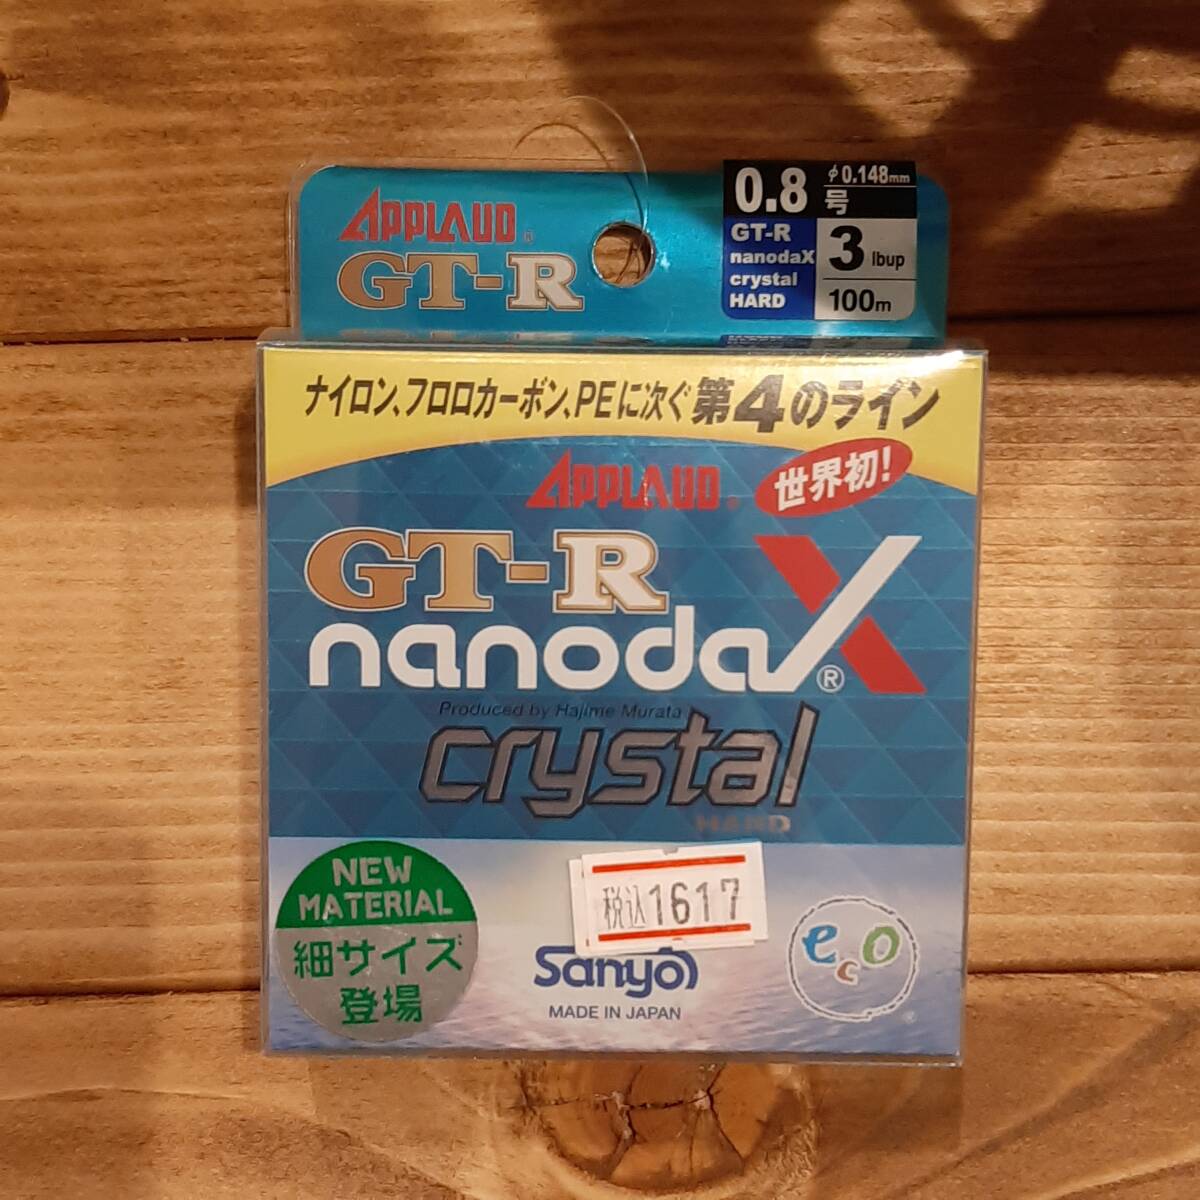 APPLAUD®
GT-R
0.8号
φ0.148mm
GT-R
nanodaX
crystal
HARD
3 lbup
100m
ナイロン、フロロカーボン、PEに次ぐ第4のライン
APPLAUD®
世界初!
GT-R
nanodaX®
Produced by Hajime Murata
crystal
HARD
NEW
MATERIAL
細サイズ
登場
税込1617
Sanyo
MADE IN JAPAN
eco®